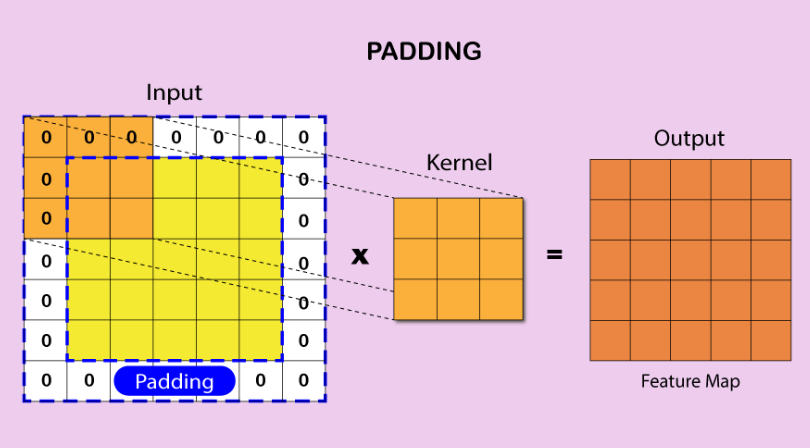 PADDING
Input
0 0 0 0 0 0 0
Kernel
Output
0 0
0 0
0 0
x =
0 0
0 0
0 0 Padding 0 0
Feature Map